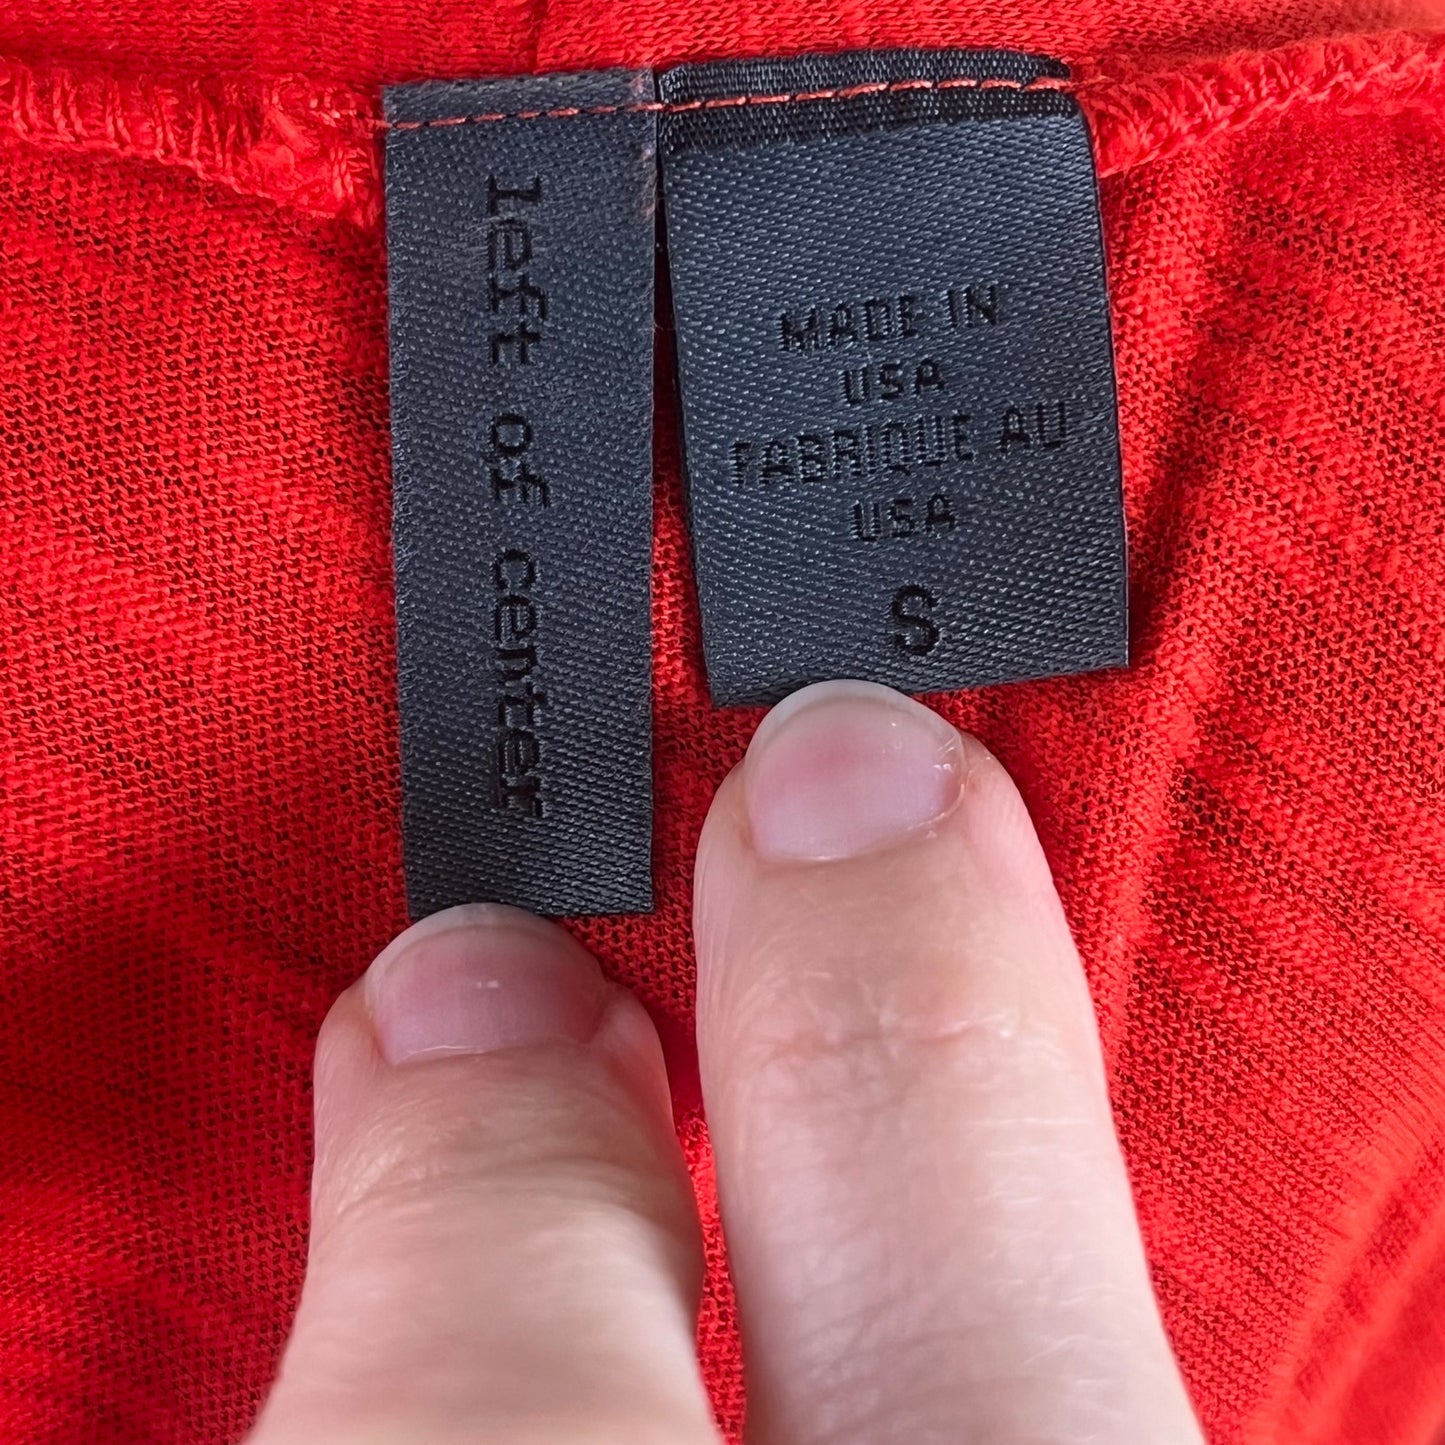 left of center
MADE IN
USA
FABRIQUE AU
USA
S